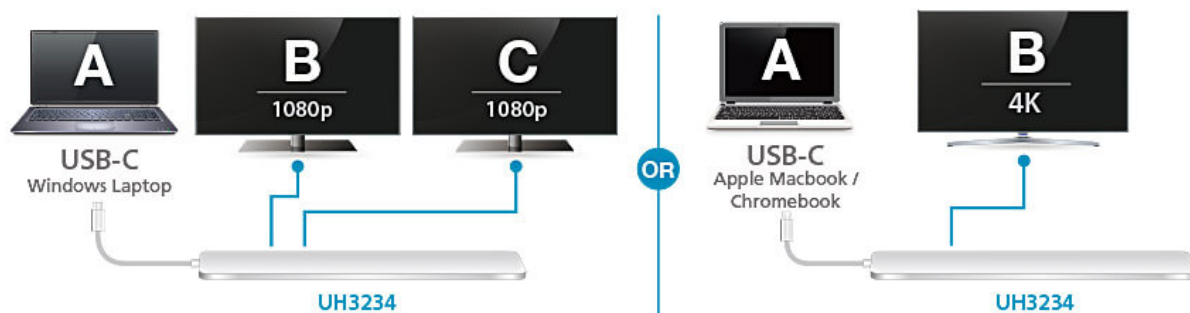 A
B
1080p
C
1080p
USB-C
Windows Laptop
UH3234
OR
A
B
4K
USB-C
Apple Macbook /
Chromebook
UH3234